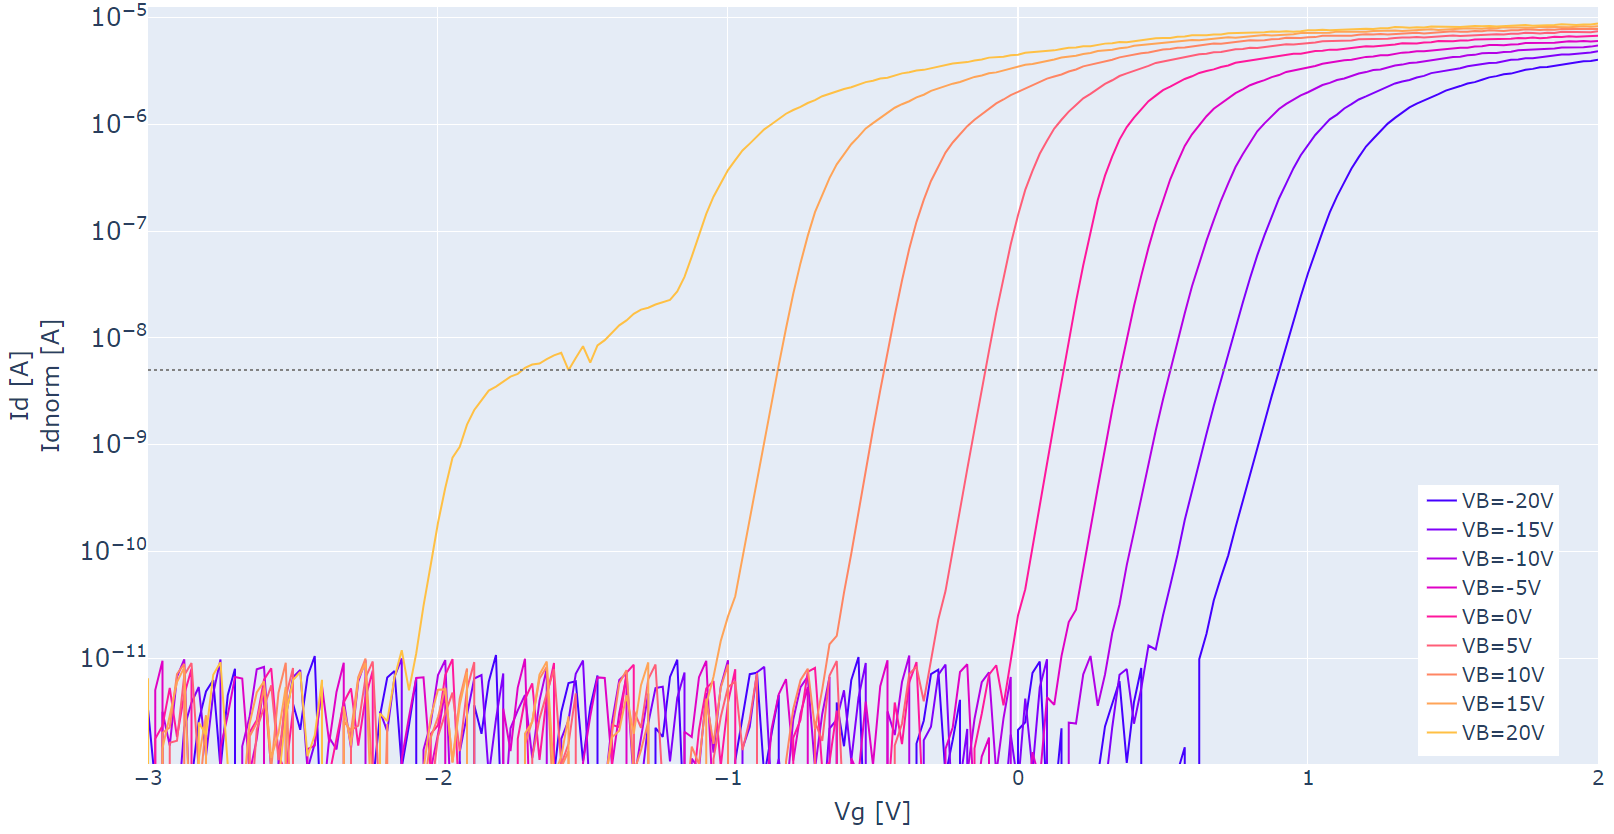 10−5
10−6
10−7
10−8
10−9
10−10
10−11
Id [A]
Idnorm [A]
−3
−2
−1
0
1
2
Vg [V]
VB=-20V
VB=-15V
VB=-10V
VB=-5V
VB=0V
VB=5V
VB=10V
VB=15V
VB=20V